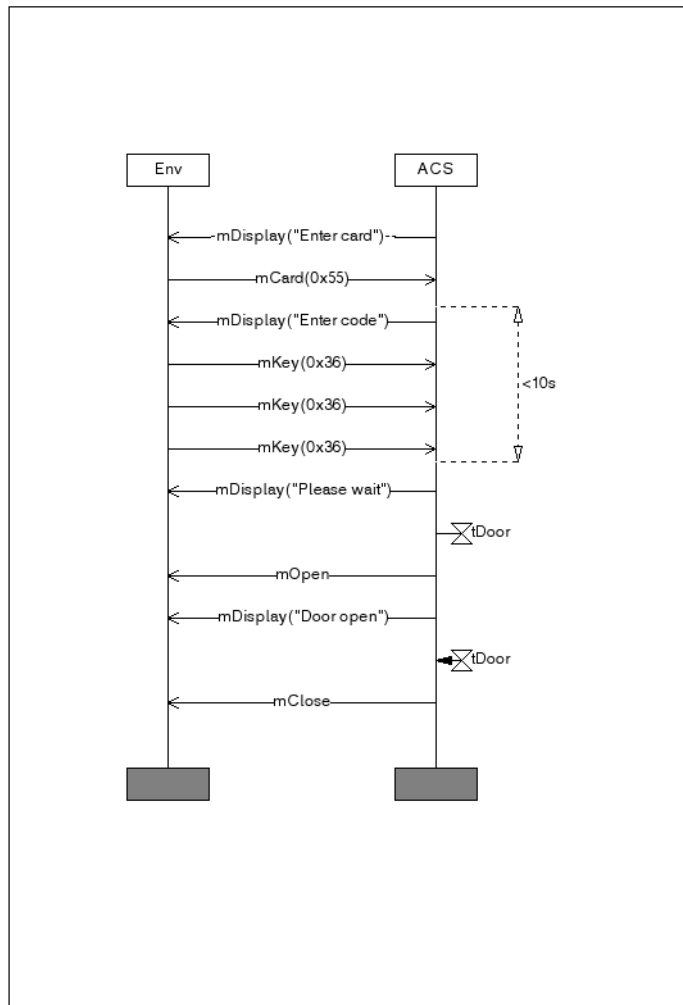 Env
ACS
mDisplay("Enter card")
mCard(0x55)
mDisplay("Enter code")
mKey(0x36)
<10s
mKey(0x36)
mKey(0x36)
mDisplay("Please wait")
tDoor
mOpen
mDisplay("Door open")
tDoor
mClose